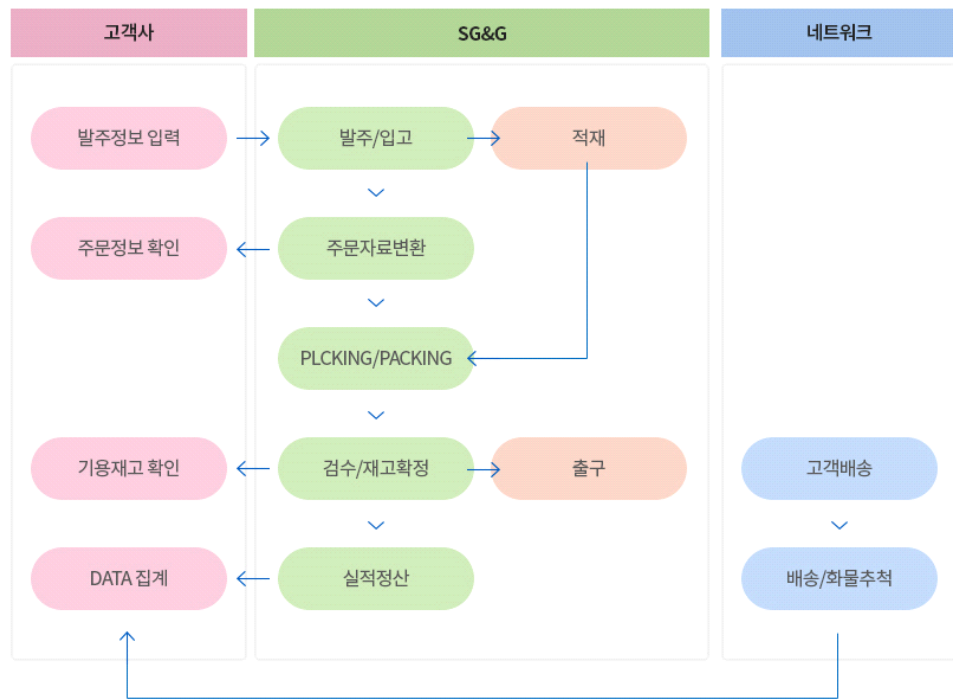 고객사
SG&G
네트워크
발주정보 입력
발주/입고
적재
주문정보 확인
주문자료변환
PLCKING/PACKING
기용재고 확인
검수/재고확정
출구
고객배송
DATA 집계
실적정산
배송/화물추척